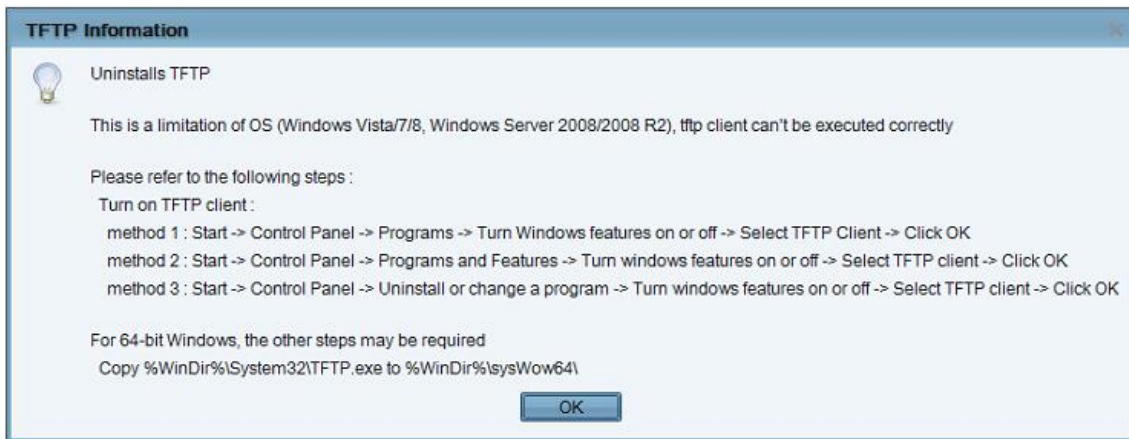 TFTP Information
Uninstalls TFTP
This is a limitation of OS (Windows Vista/7/8, Windows Server 2008/2008 R2), tftp client can't be executed correctly
Please refer to the following steps :
Turn on TFTP client :
method 1 : Start -> Control Panel -> Programs -> Turn Windows features on or off -> Select TFTP Client -> Click OK
method 2 : Start -> Control Panel -> Programs and Features -> Turn windows features on or off -> Select TFTP client -> Click OK
method 3 : Start -> Control Panel -> Uninstall or change a program -> Turn windows features on or off -> Select TFTP client -> Click OK
For 64-bit Windows, the other steps may be required
Copy %WinDir%\System32\TFTP.exe to %WinDir%\sysWow64\
OK